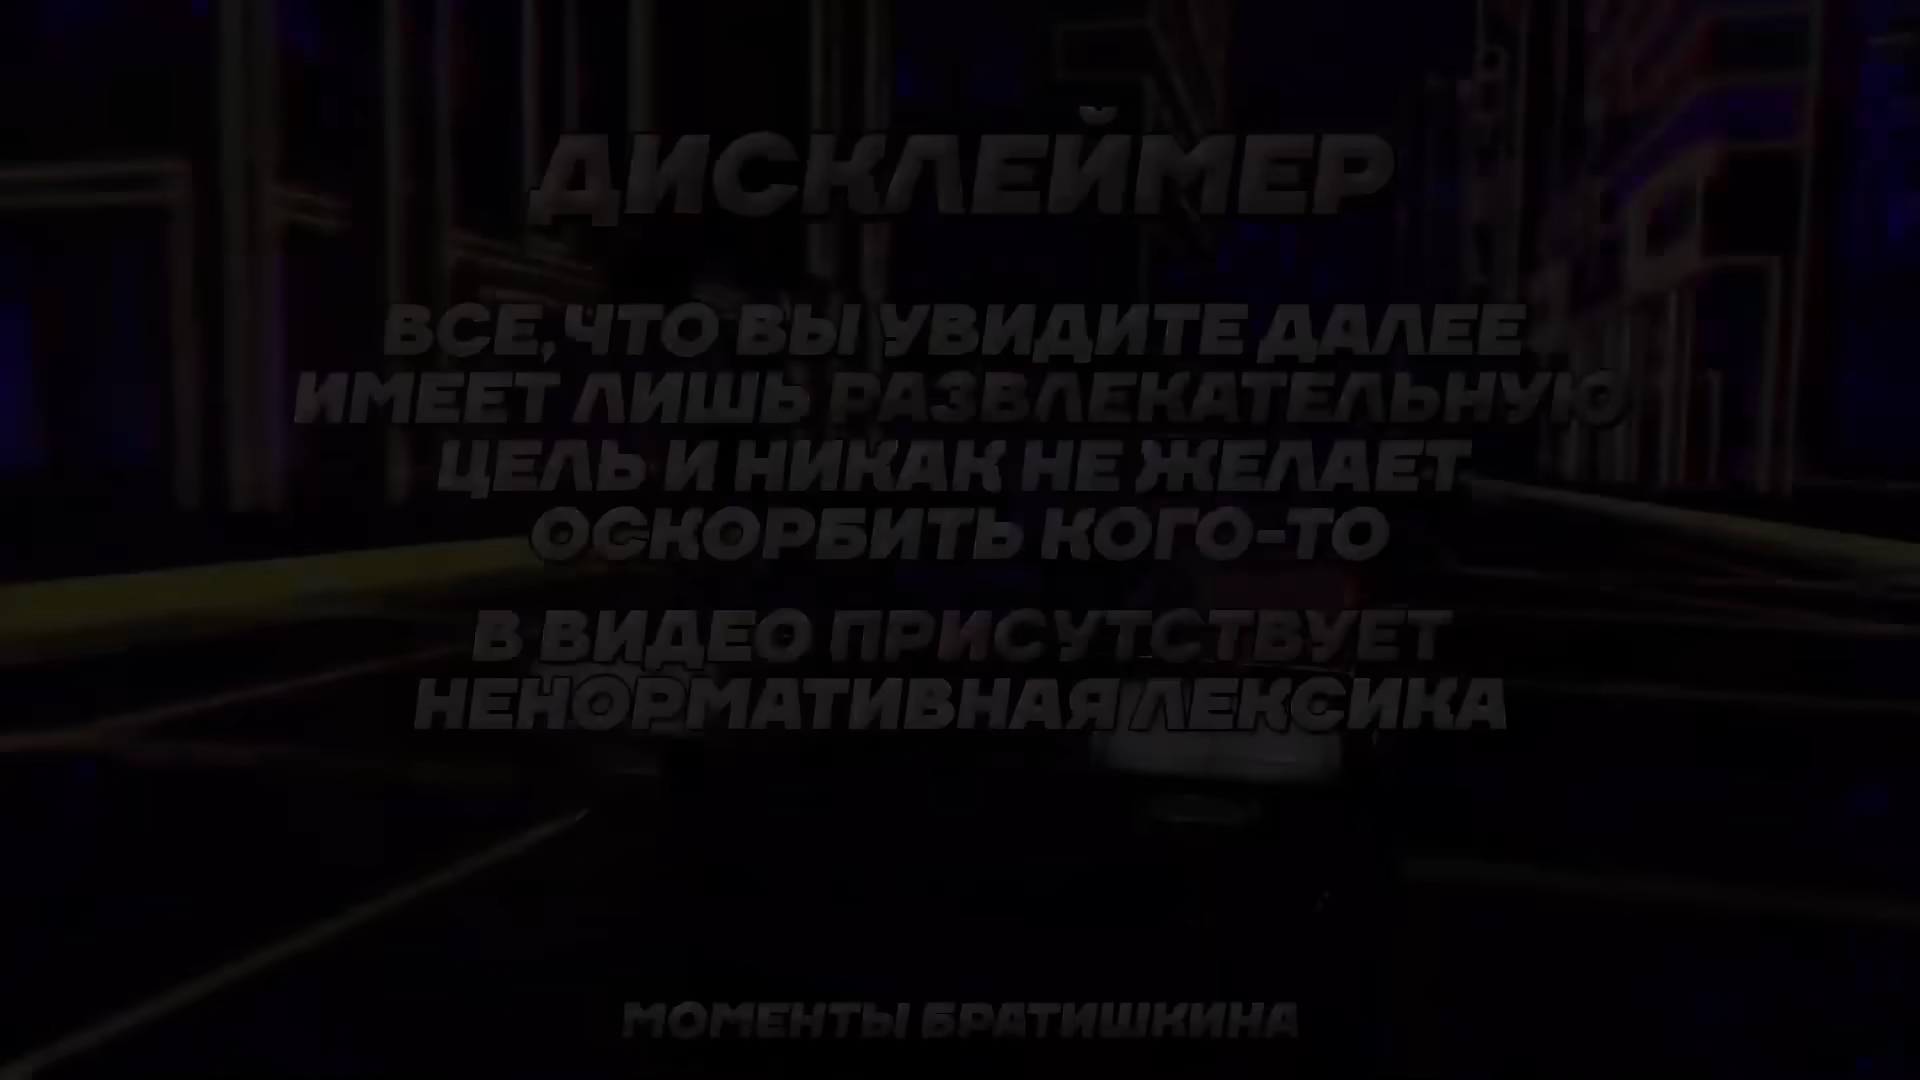 ДИСКЛЕЙМЕР
ВСЕ, ЧТО ВЫ УВИДИТЕ ДАЛЕЕ
ИМЕЕТ ЛИШЬ РАЗВЛЕКАТЕЛЬНУЮ
ЦЕЛЬ И НИКАК НЕ ЖЕЛАЕТ
ОСКОРБИТЬ КОГО-ТО
В ВИДЕО ПРИСУТСТВУЕТ
НЕНОРМАТИВНАЯ ЛЕКСИКА
МОМЕНТЫ БРАТИШКИНА